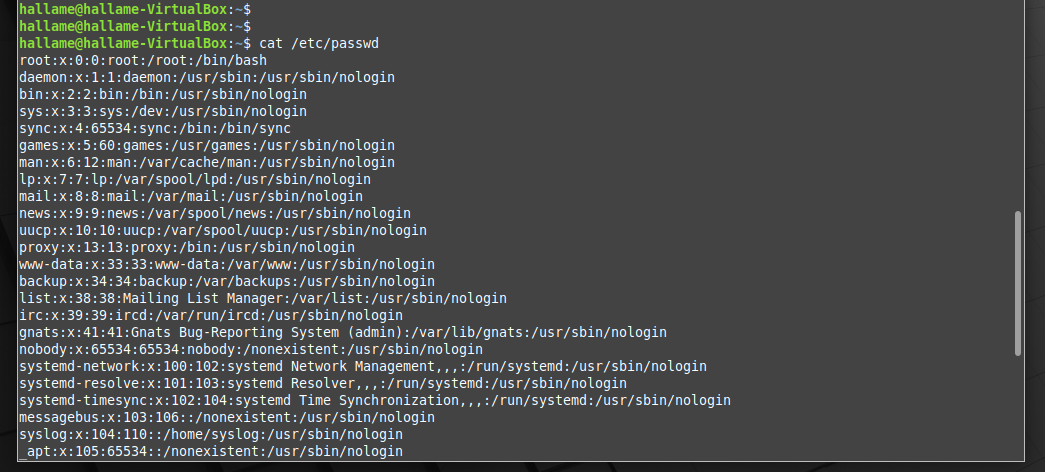 hallame@hallame-VirtualBox:~$
hallame@hallame-VirtualBox:~$
hallame@hallame-VirtualBox:~$ cat /etc/passwd
root:x:0:0:root:/root:/bin/bash
daemon:x:1:1:daemon:/usr/sbin:/usr/sbin/nologin
bin:x:2:2:bin:/bin:/usr/sbin/nologin
sys:x:3:3:sys:/dev:/usr/sbin/nologin
sync:x:4:65534:sync:/bin:/bin/sync
games:x:5:60:games:/usr/games:/usr/sbin/nologin
man:x:6:12:man:/var/cache/man:/usr/sbin/nologin
lp:x:7:7:lp:/var/spool/lpd:/usr/sbin/nologin
mail:x:8:8:mail:/var/mail:/usr/sbin/nologin
news:x:9:9:news:/var/spool/news:/usr/sbin/nologin
uucp:x:10:10:uucp:/var/spool/uucp:/usr/sbin/nologin
proxy:x:13:13:proxy:/bin:/usr/sbin/nologin
www-data:x:33:33:www-data:/var/www:/usr/sbin/nologin
backup:x:34:34:backup:/var/backups:/usr/sbin/nologin
list:x:38:38:Mailing List Manager:/var/list:/usr/sbin/nologin
irc:x:39:39:ircd:/var/run/ircd:/usr/sbin/nologin
gnats:x:41:41:Gnats Bug-Reporting System (admin):/var/lib/gnats:/usr/sbin/nologin
nobody:x:65534:65534:nobody:/nonexistent:/usr/sbin/nologin
systemd-network:x:100:102:systemd Network Management,,,:/run/systemd:/usr/sbin/nologin
systemd-resolve:x:101:103:systemd Resolver,,,:/run/systemd:/usr/sbin/nologin
systemd-timesync:x:102:104:systemd Time Synchronization,,,:/run/systemd:/usr/sbin/nologin
messagebus:x:103:106::/nonexistent:/usr/sbin/nologin
syslog:x:104:110::/home/syslog:/usr/sbin/nologin
_apt:x:105:65534::/nonexistent:/usr/sbin/nologin